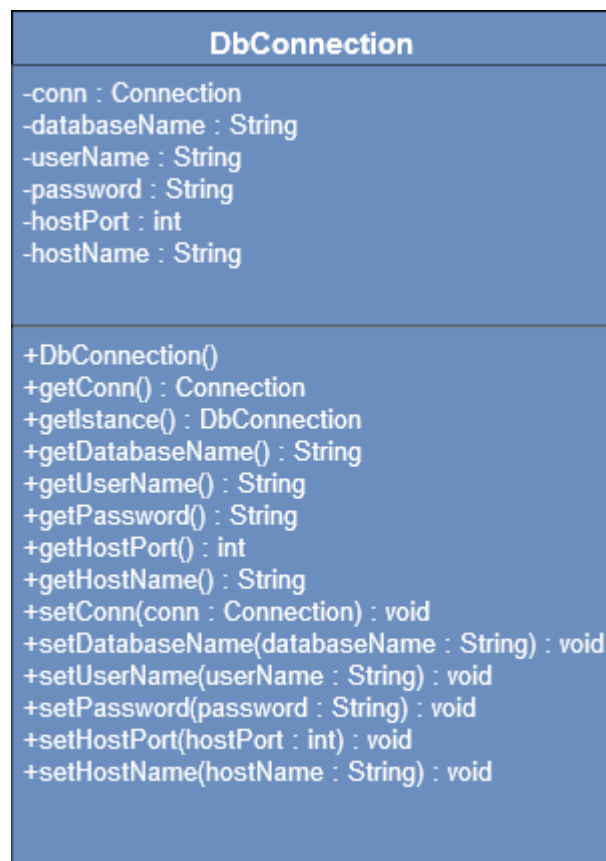 DbConnection
-conn : Connection
-databaseName : String
-userName : String
-password : String
-hostPort : int
-hostName : String
+DbConnection()
+getConn() : Connection
+getIstance() : DbConnection
+getDatabaseName() : String
+getUserName() : String
+getPassword() : String
+getHostPort() : int
+getHostName() : String
+setConn(conn : Connection) : void
+setDatabaseName(databaseName : String) : void
+setUserName(userName : String) : void
+setPassword(password : String) : void
+setHostPort(hostPort : int) : void
+setHostName(hostName : String) : void